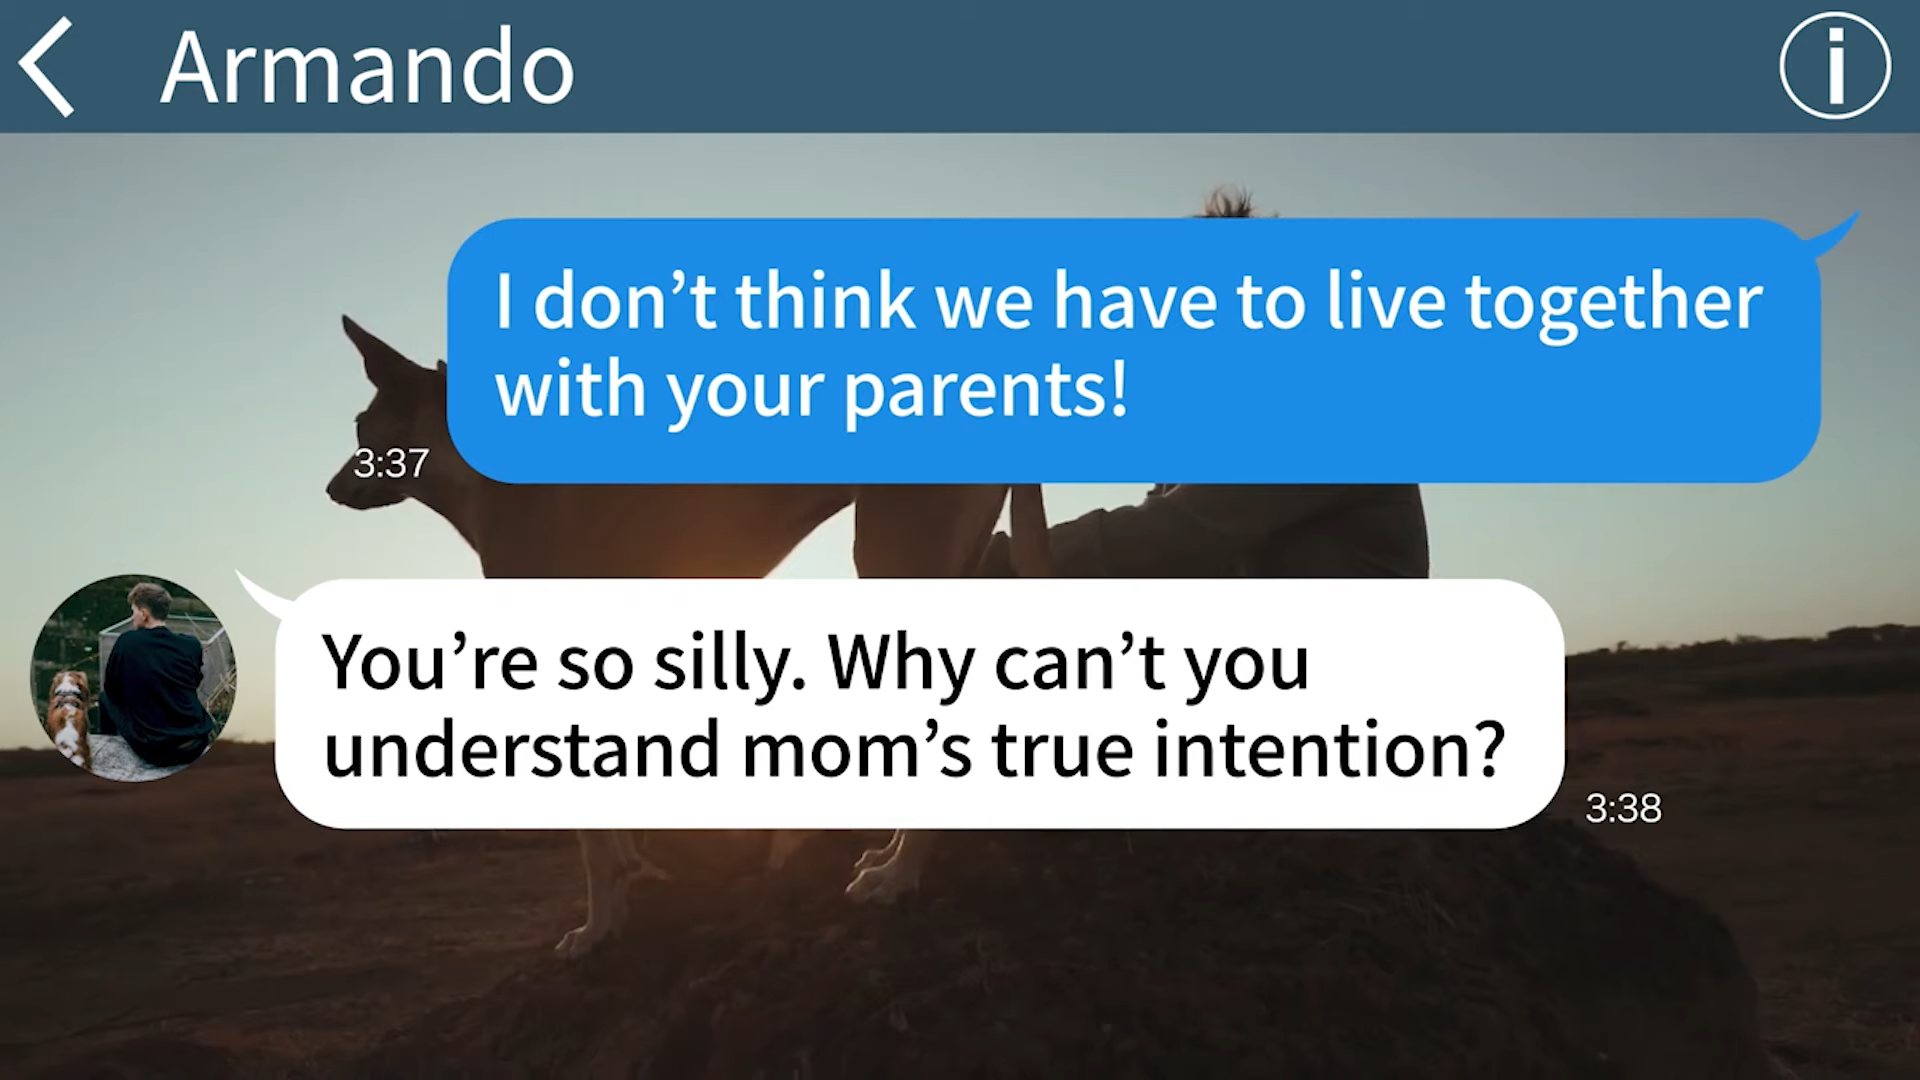 Armando
I don’t think we have to live together
with your parents!
3:37
You’re so silly. Why can’t you
understand mom’s true intention?
3:38